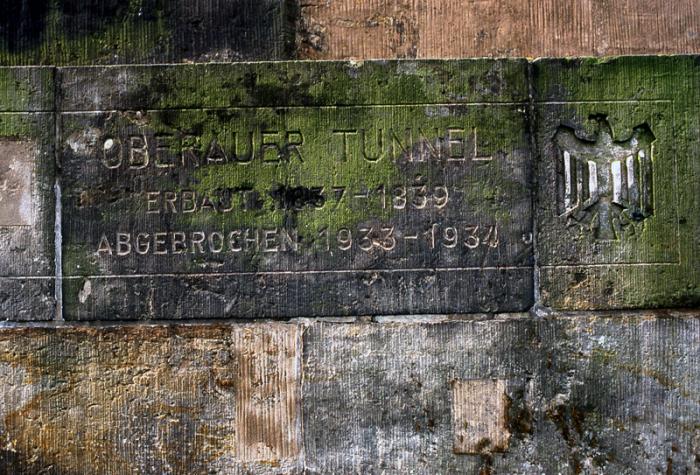 OBERAUER TUNNEL
ERBAUT 1837-1839
ABGEBROCHEN 1933-1934